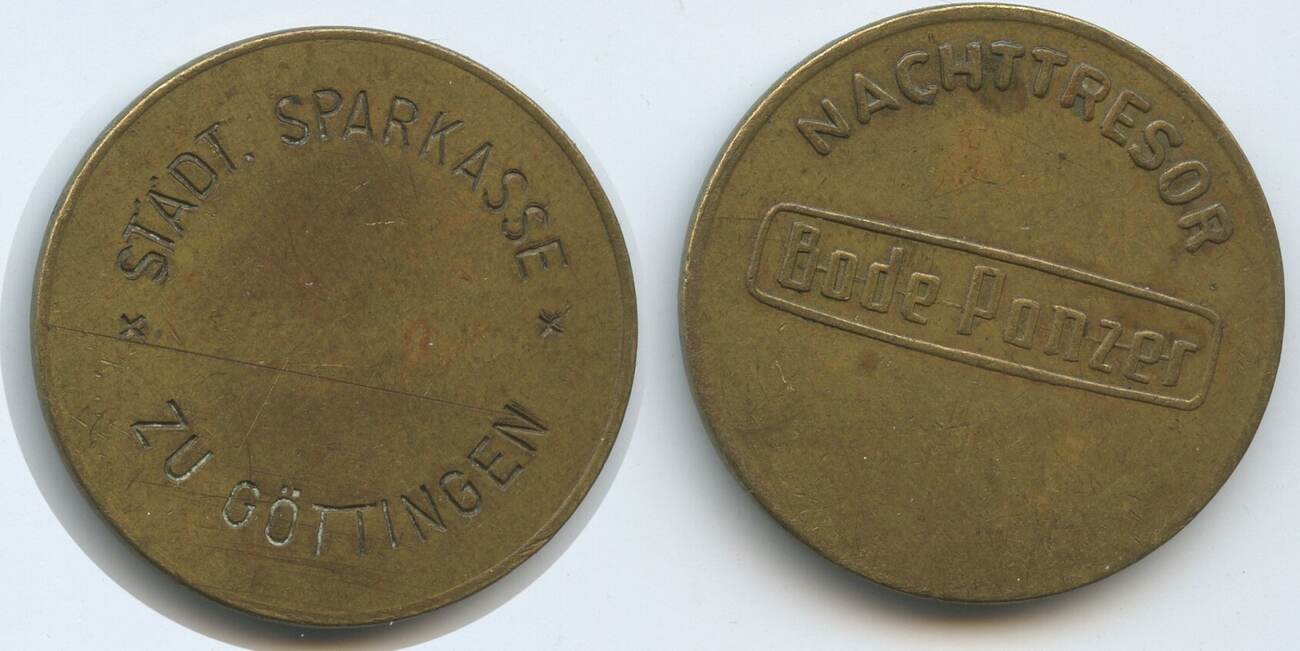 STÄDT. SPARKASSE
ZU GÖTTINGEN
NACHTTRESOR
Bode-Panzer